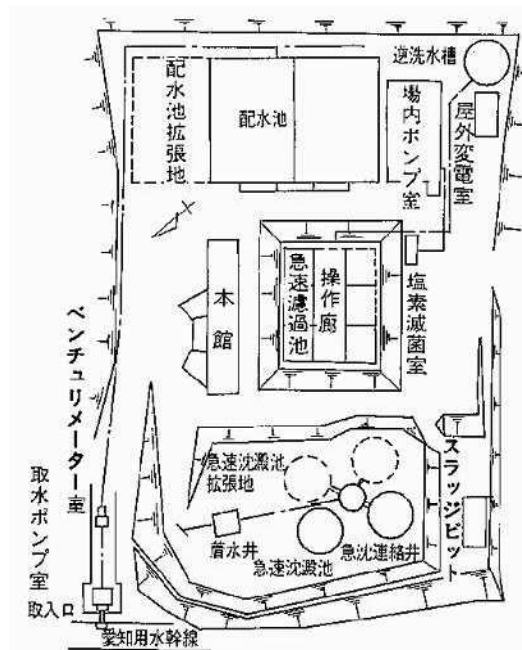 逆洗水槽
配水池拡張地
配水池
場内ポンプ室
屋外変電室
急速濾過池
操作廊
塩素滅菌室
本館
ベンチュリメーター室
急速沈澱池
拡張地
スラッジピット
取水ポンプ室
着水井
急沈連絡井
急速沈澱池
取入口
愛知用水幹線